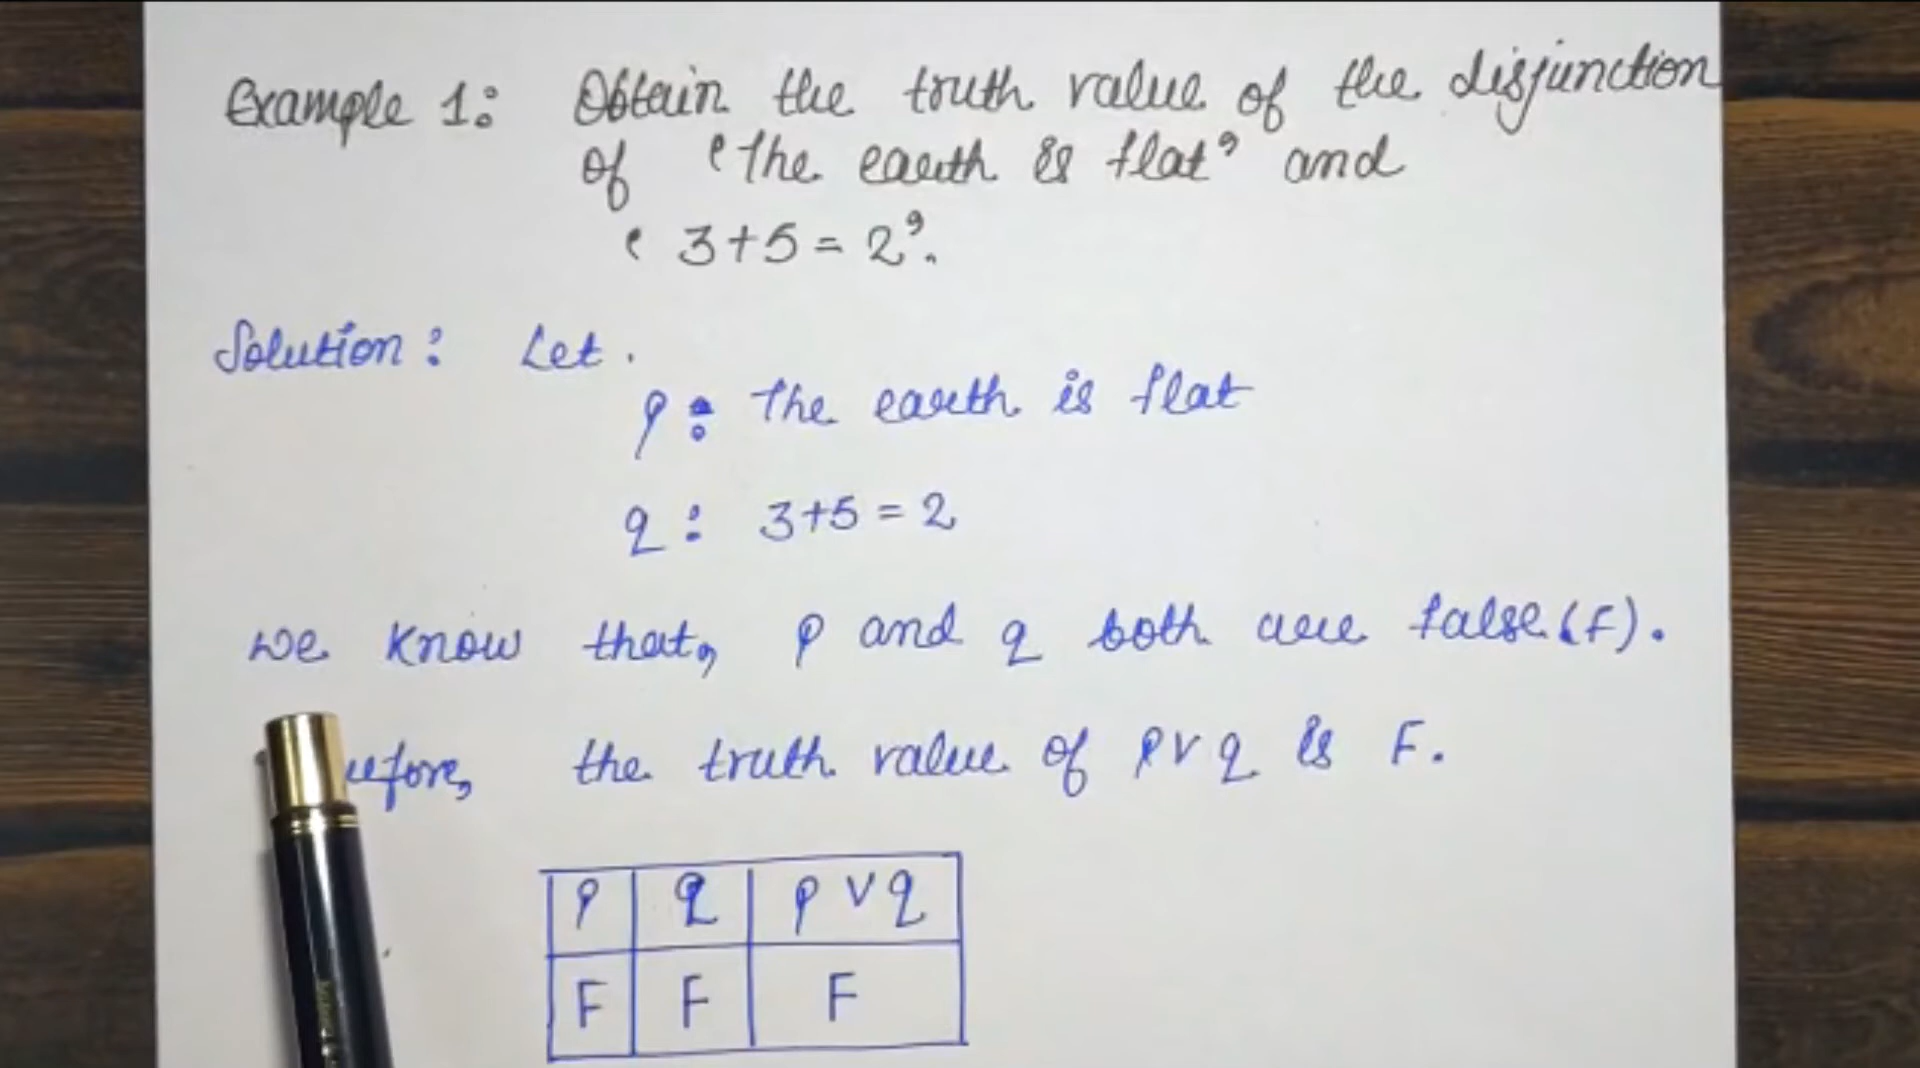 Example 1: Obtain the truth value of the disjunction
of 'The earth is flat' and
' 3+5=2'.
Solution: Let.
p: The earth is flat
q: 3+5=2
we know that, p and q both are false(F).
the truth value of p∨q is F.
p q p∨q
F F F